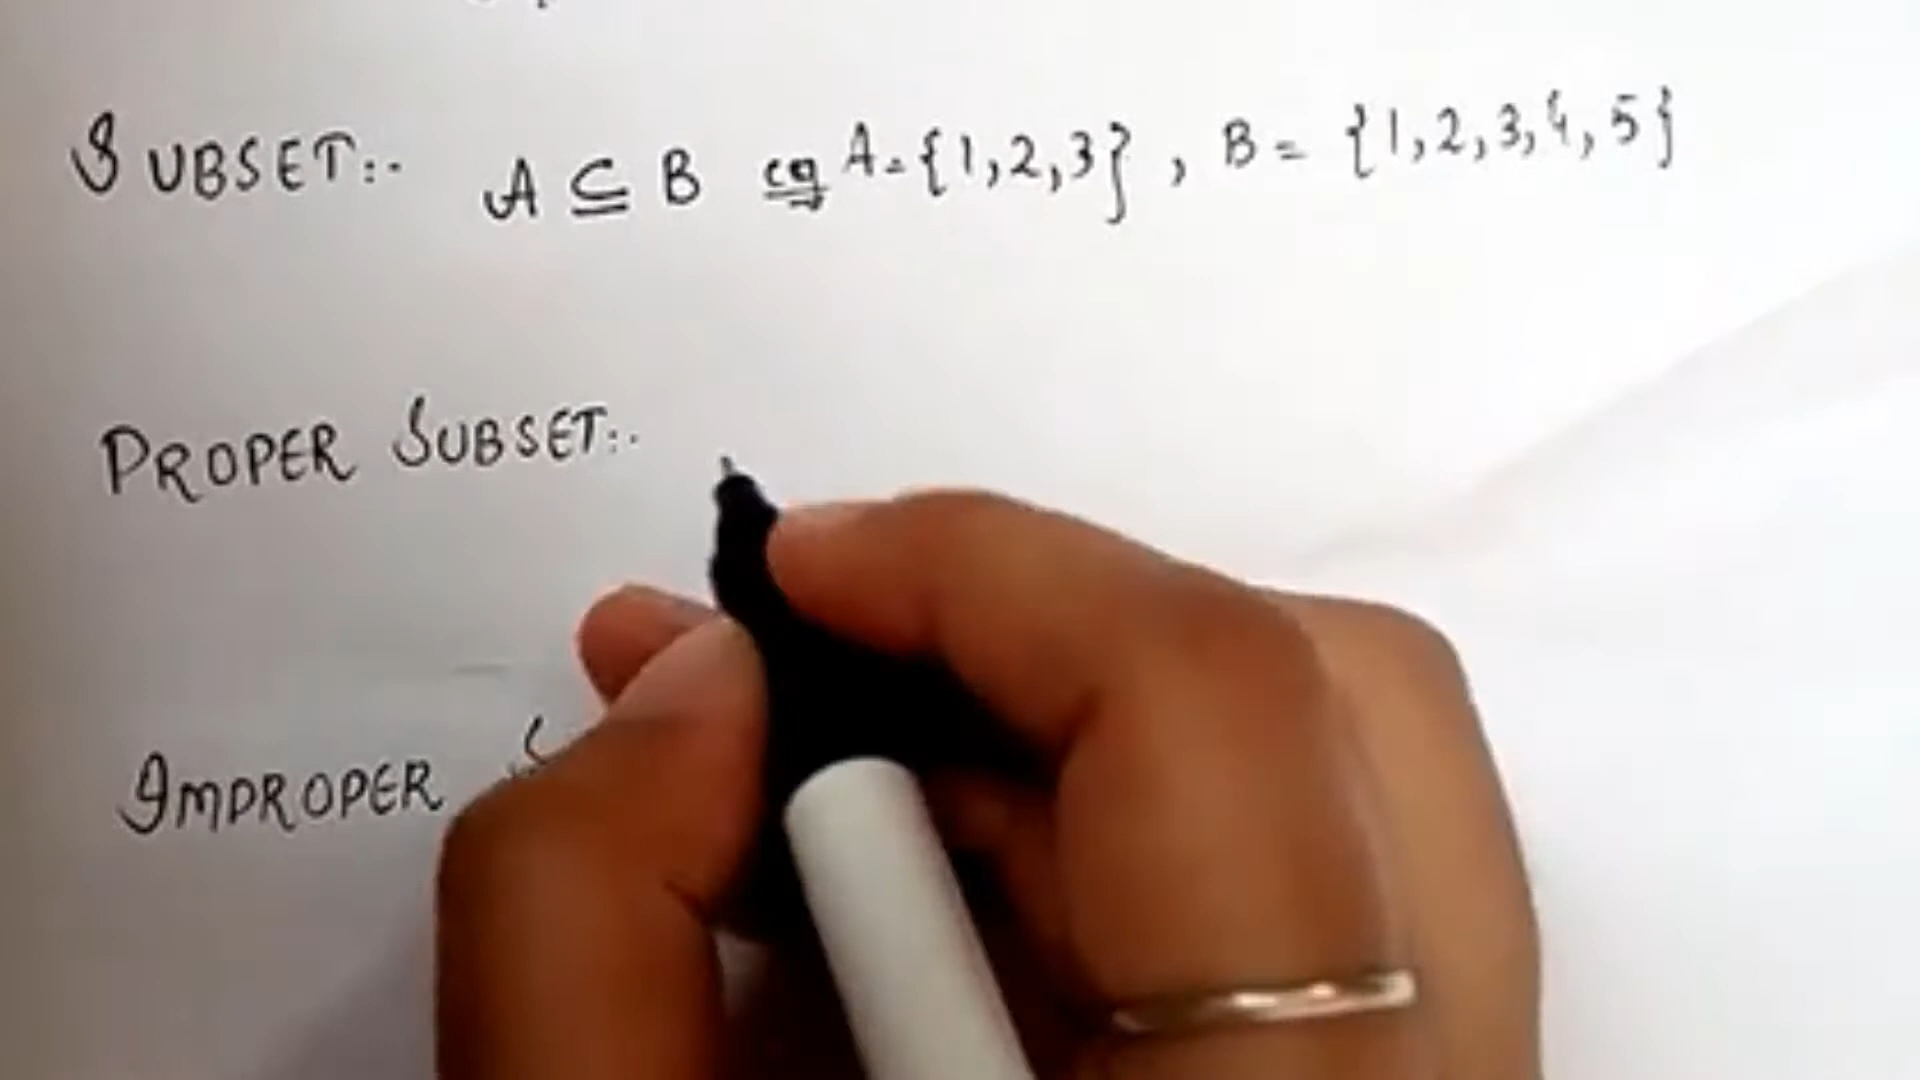 SUBSET:- A ⊆ B eg A = {1,2,3} , B = {1,2,3,4,5}
PROPER SUBSET:-
IMPROPER